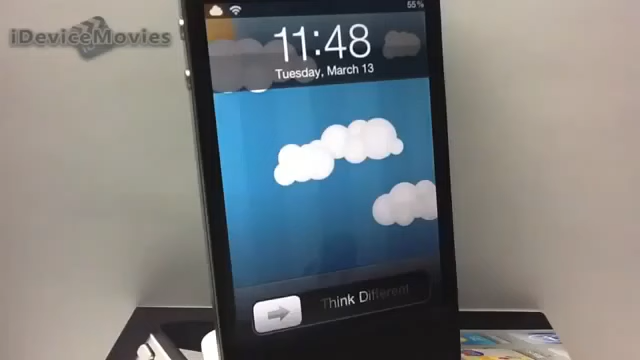 iDeviceMovies
55%
11:48
Tuesday, March 13
Think Different